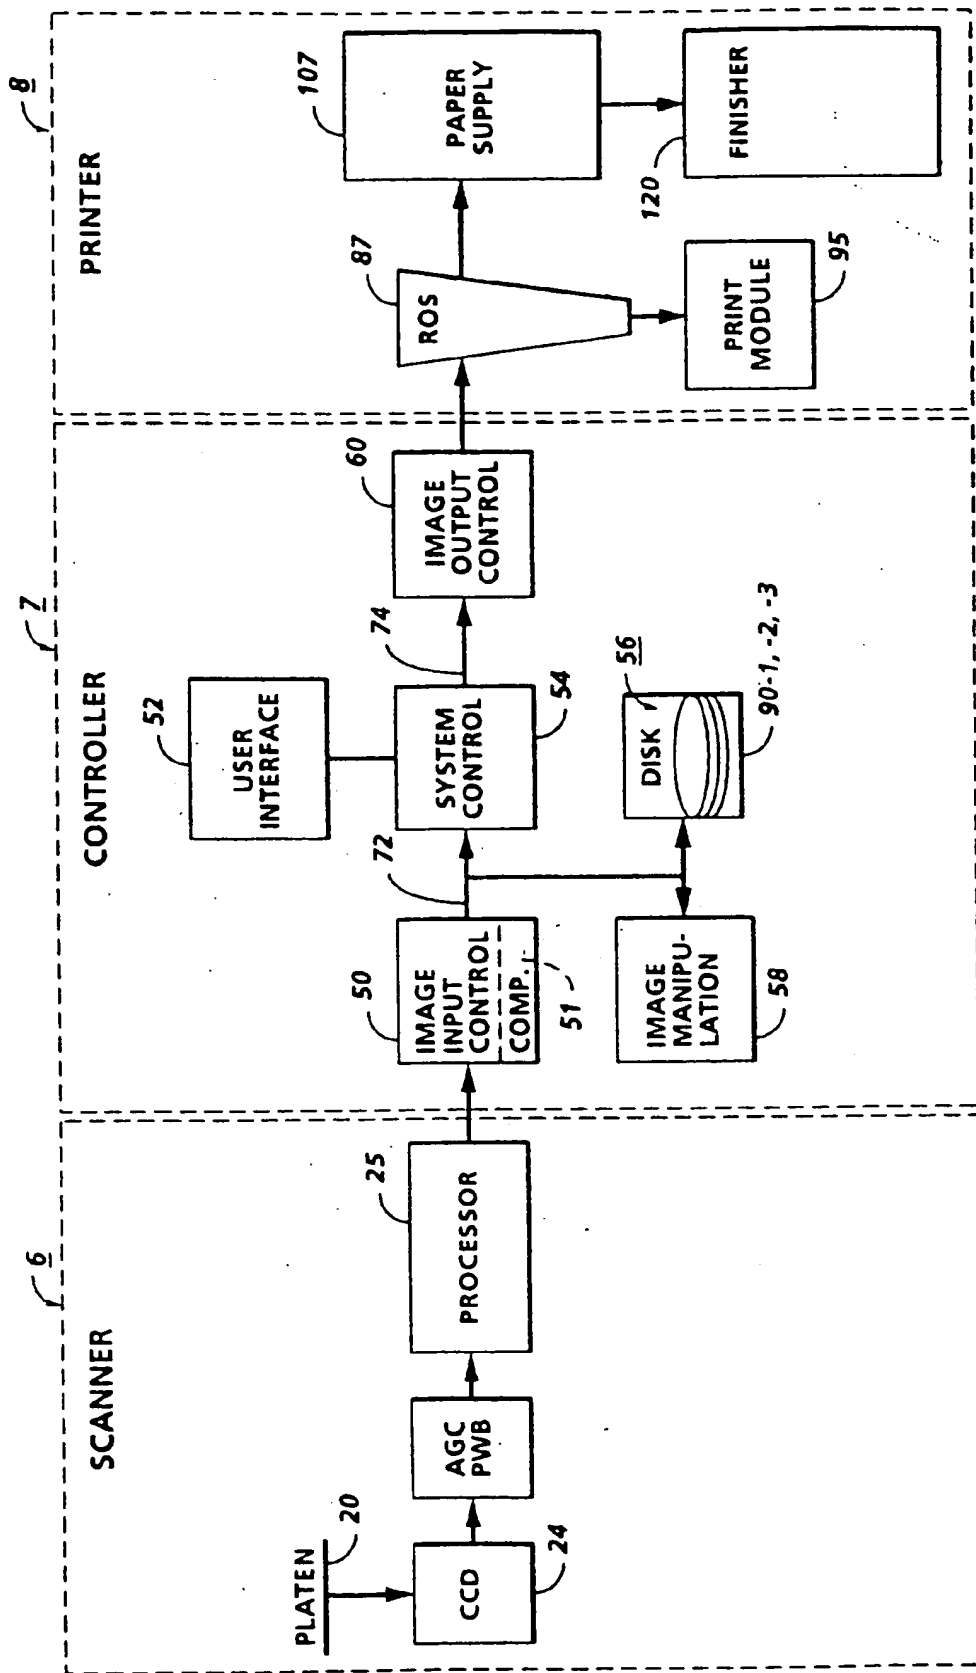 6
SCANNER
PLATEN
20
CCD
24
AGC
PWB
PROCESSOR
25
7
CONTROLLER
USER
INTERFACE
52
IMAGE
INPUT
CONTROL
COMP.
50
51
72
SYSTEM
CONTROL
54
74
IMAGE
OUTPUT
CONTROL
60
IMAGE
MANIPU-
LATION
58
DISK
56
90-1, -2, -3
8
PRINTER
ROS
87
PAPER
SUPPLY
107
PRINT
MODULE
95
FINISHER
120